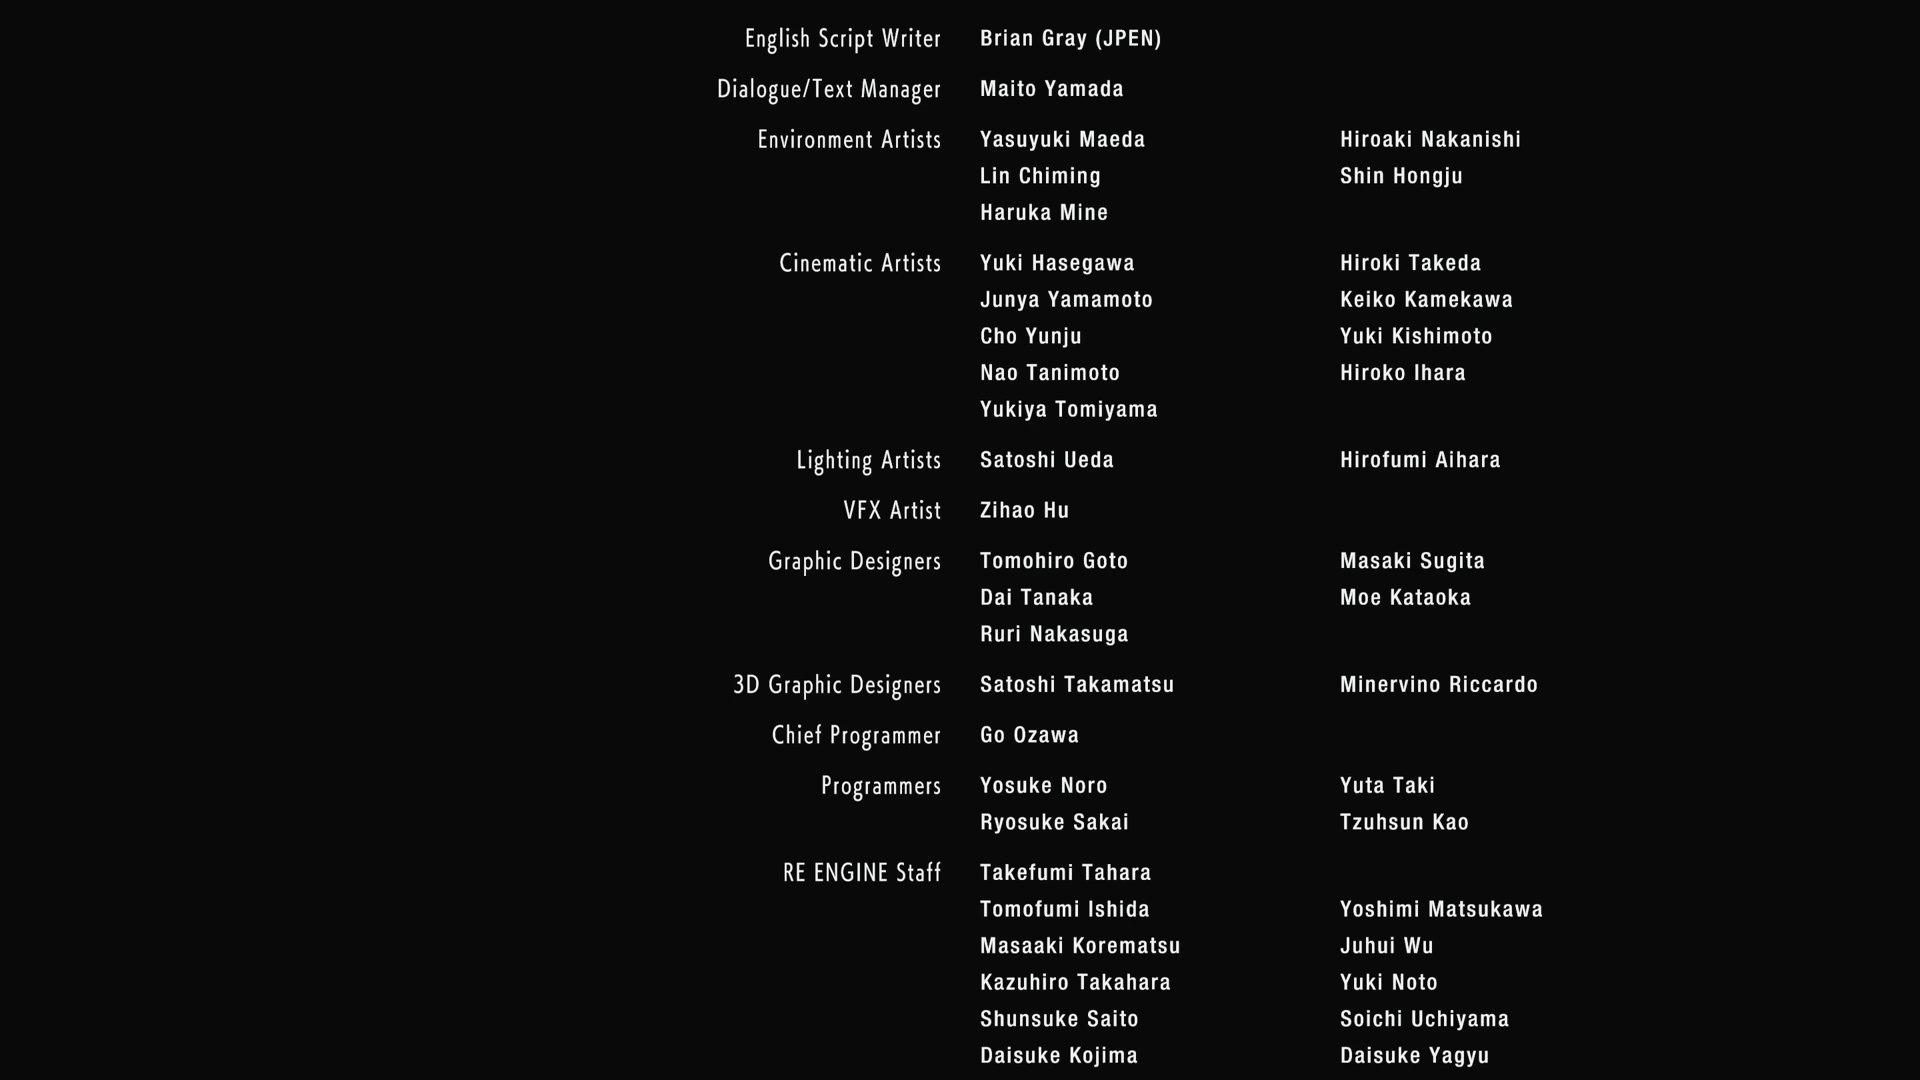 English Script Writer Brian Gray (JPEN)
Dialogue/Text Manager Maito Yamada
Environment Artists Yasuyuki Maeda Hiroaki Nakanishi
Lin Chiming Shin Hongju
Haruka Mine
Cinematic Artists Yuki Hasegawa Hiroki Takeda
Junya Yamamoto Keiko Kamekawa
Cho Yunju Yuki Kishimoto
Nao Tanimoto Hiroko Ihara
Yukiya Tomiyama
Lighting Artists Satoshi Ueda Hirofumi Aihara
VFX Artist Zihao Hu
Graphic Designers Tomohiro Goto Masaki Sugita
Dai Tanaka Moe Kataoka
Ruri Nakasuga
3D Graphic Designers Satoshi Takamatsu Minervino Riccardo
Chief Programmer Go Ozawa
Programmers Yosuke Noro Yuta Taki
Ryosuke Sakai Tzuhsun Kao
RE ENGINE Staff Takefumi Tahara
Tomofumi Ishida Yoshimi Matsukawa
Masaaki Korematsu Juhui Wu
Kazuhiro Takahara Yuki Noto
Shunsuke Saito Soichi Uchiyama
Daisuke Kojima Daisuke Yagyu